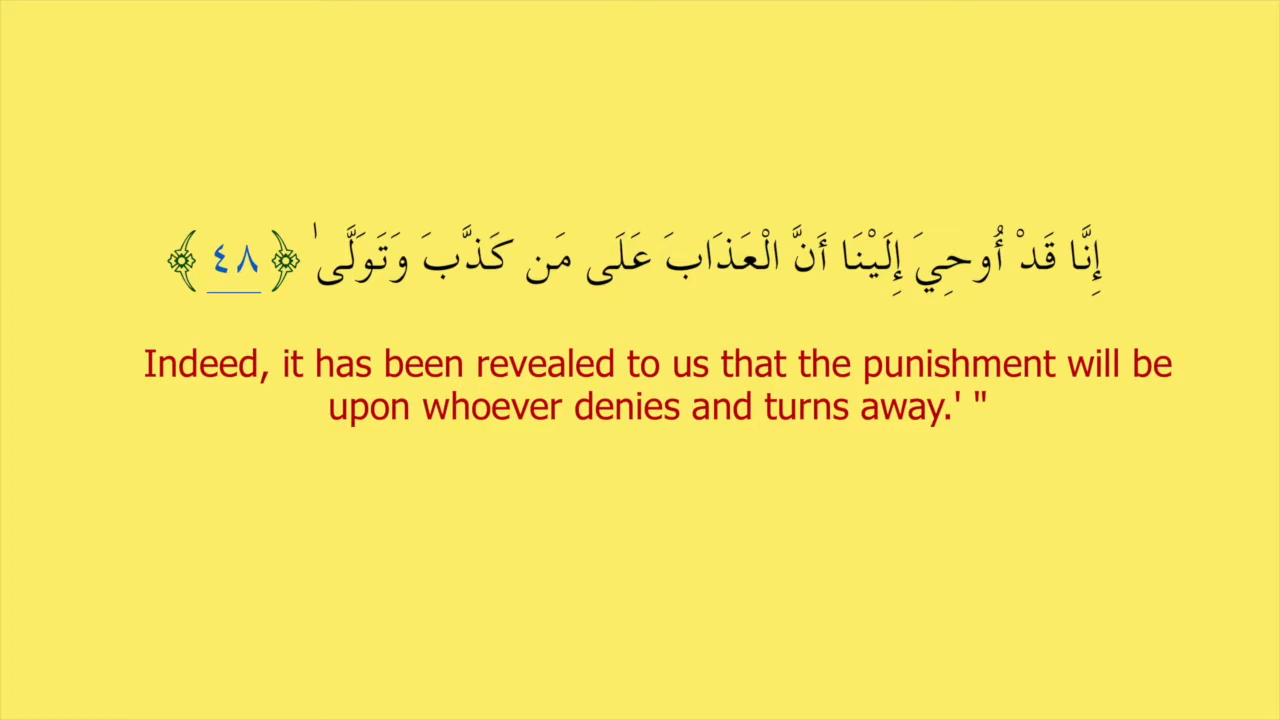 إِنَّا قَدْ أُوحِيَ إِلَيْنَا أَنَّ الْعَذَابَ عَلَى مَن كَذَّبَ وَتَوَلَّىٰ ﴿٤٨﴾
Indeed, it has been revealed to us that the punishment will be
upon whoever denies and turns away.' "